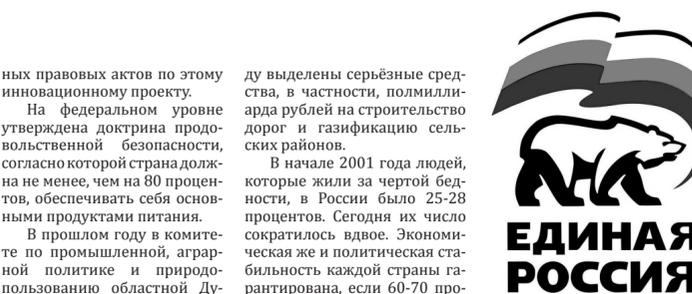 ных правовых актов по этому
инновационному проекту.
На федеральном уровне
утверждена доктрина продо-
вольственной безопасности,
согласно которой страна долж-
на не менее, чем на 80 процен-
тов, обеспечивать себя основ-
ными продуктами питания.
В прошлом году в комите-
те по промышленной, аграр-
ной политике и природо-
пользованию областной Ду-
ду выделены серьёзные сред-
ства, в частности, полмилли-
арда рублей на строительство
дорог и газификацию сель-
ских районов.
В начале 2001 года людей,
которые жили за чертой бед-
ности, в России было 25-28
процентов. Сегодня их число
сократилось вдвое. Экономи-
ческая же и политическая ста-
бильность каждой страны га-
рантирована, если 60-70 про-
ЕДИНАЯ
РОССИЯ